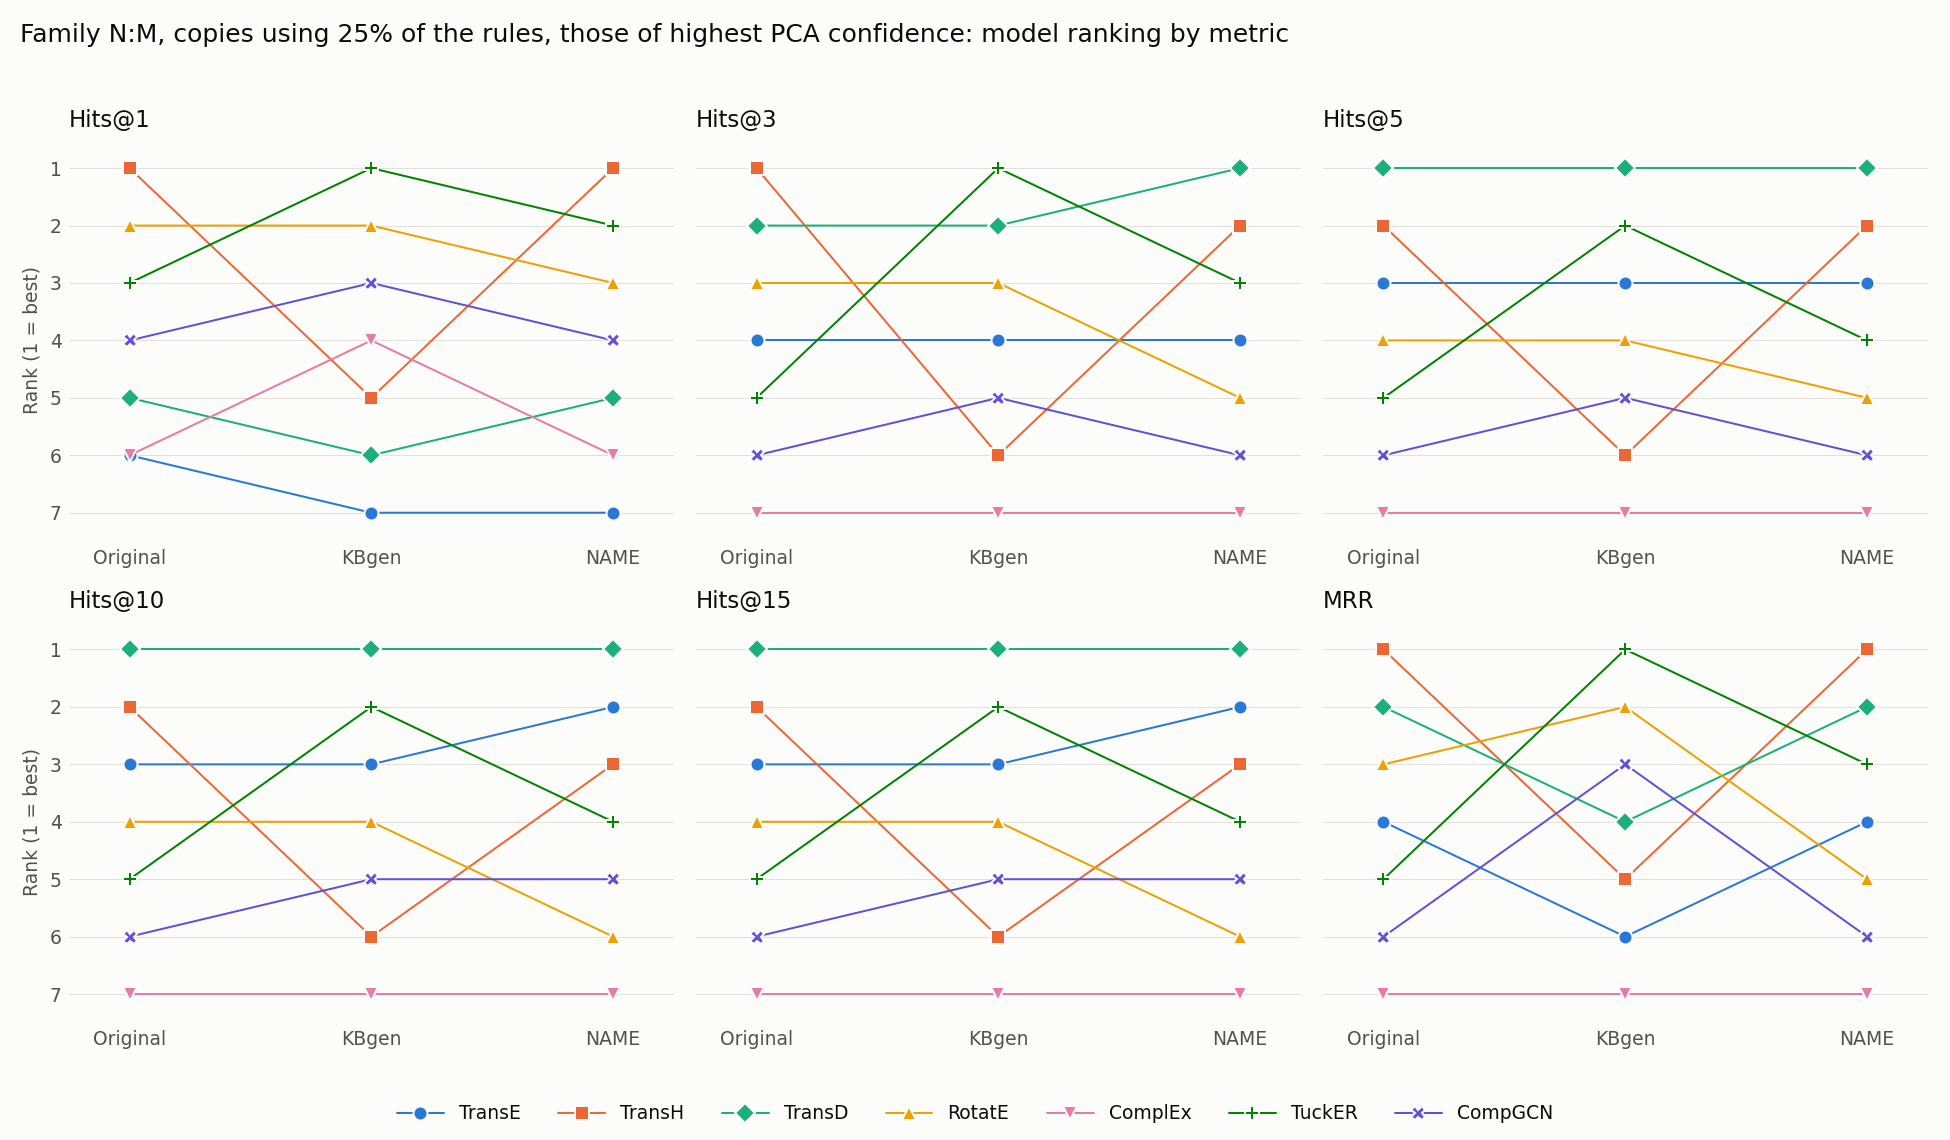 Family N:M, copies using 25% of the rules, those of highest PCA confidence: model ranking by metric
Hits@1
Hits@3
Hits@5
Rank (1 = best)
1
2
3
4
5
6
7
Original KBgen NAME
Original KBgen NAME
Original KBgen NAME
Hits@10
Hits@15
MRR
Rank (1 = best)
1
2
3
4
5
6
7
Original KBgen NAME
Original KBgen NAME
Original KBgen NAME
TransE TransH TransD RotatE ComplEx TuckER CompGCN